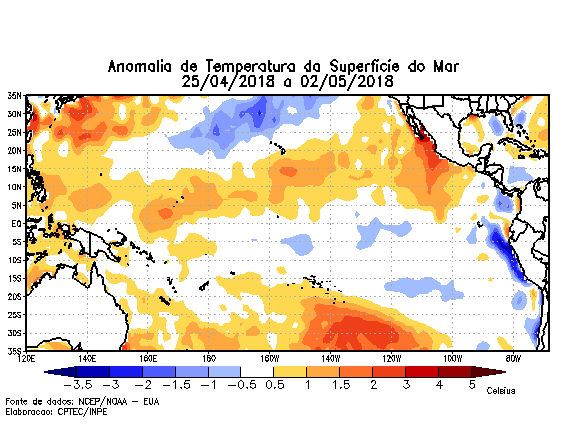 Anomalia de Temperatura da Superfície do Mar
25/04/2018 a 02/05/2018
35N
30N
25N
20N
15N
10N
5N
EQ
5S
10S
15S
20S
25S
30S
35S
120E 140E 160E 180 160W 140W 120W 100W 80W
-3.5 -3 -2 -1.5 -1 -0.5 0.5 1 1.5 2 2.5 3 4 5
Celsius
Fonte de dados: NCEP/NOAA - EUA
Elaboracao: CPTEC/INPE